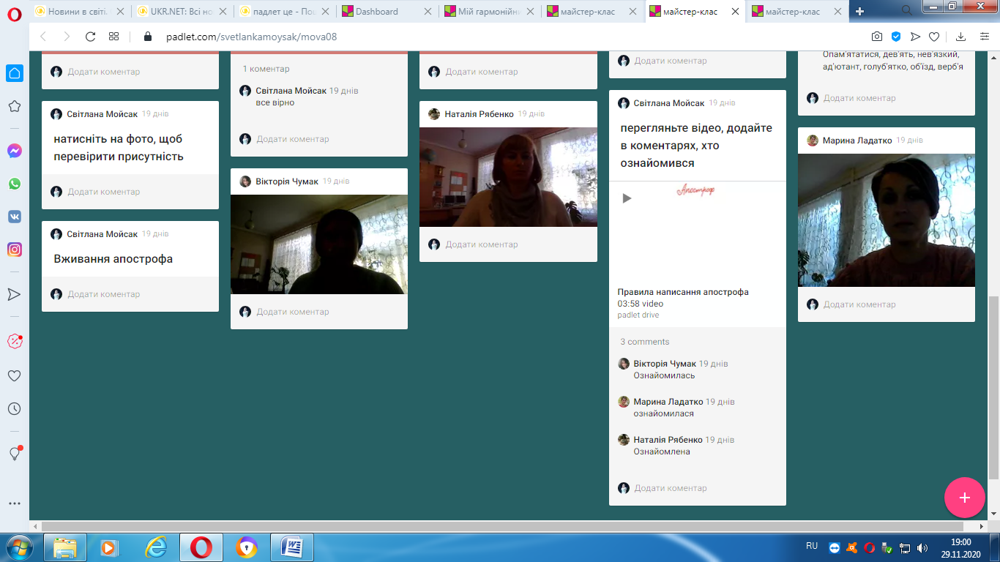 Новини в світі.
UKR.NET: Всі но
падлет це - По
Dashboard
Мій гармонійни
майстер-клас
майстер-клас
майстер-клас
padlet.com/svetlankamoysak/mova08
Додати коментар
Світлана Мойсак 19 днів
натисніть на фото, щоб
перевірити присутність
Додати коментар
Світлана Мойсак 19 днів
Вживання апострофа
Додати коментар
1 коментар
Світлана Мойсак 19 днів
все вірно
Додати коментар
Вікторія Чумак 19 днів
Додати коментар
Додати коментар
Наталія Рябенко 19 днів
Додати коментар
Додати коментар
Світлана Мойсак 19 днів
перегляньте відео, додайте
в коментарях, хто
ознайомився
Апостроф
Правила написання апострофа
03:58 video
padlet drive
3 comments
Вікторія Чумак 19 днів
Ознайомилась
Марина Ладатко 19 днів
ознайомилася
Наталія Рябенко 19 днів
Ознайомлена
Додати коментар
Опам'ятатися, дев'ять, нев'язкий,
ад'ютант, голуб'ятко, об'їзд, верб'я
Додати коментар
Марина Ладатко 19 днів
Додати коментар
RU
19:00
29.11.2020